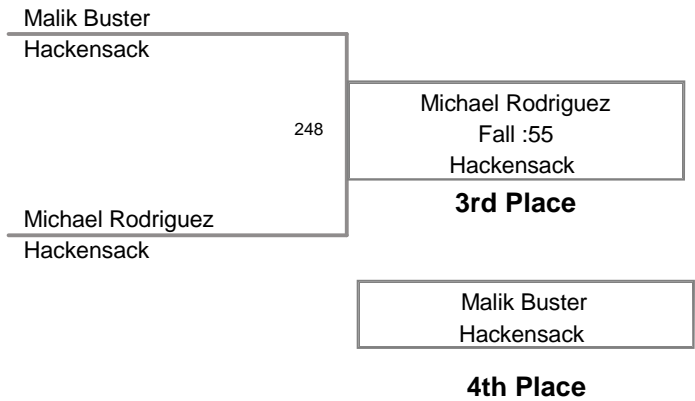 Malik Buster
Hackensack
248
Michael Rodriguez
Fall :55
Hackensack
3rd Place
Michael Rodriguez
Hackensack
Malik Buster
Hackensack
4th Place